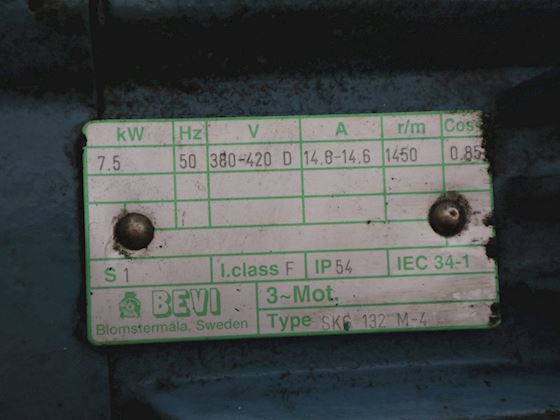 kW Hz V A r/m Cos
7.5 50 380-420 D 14.8-14.6 1450 0.85
S 1 I.class F IP 54 IEC 34-1
BEVI 3~Mot.
Blomstermåla, Sweden Type SKG 132 M-4